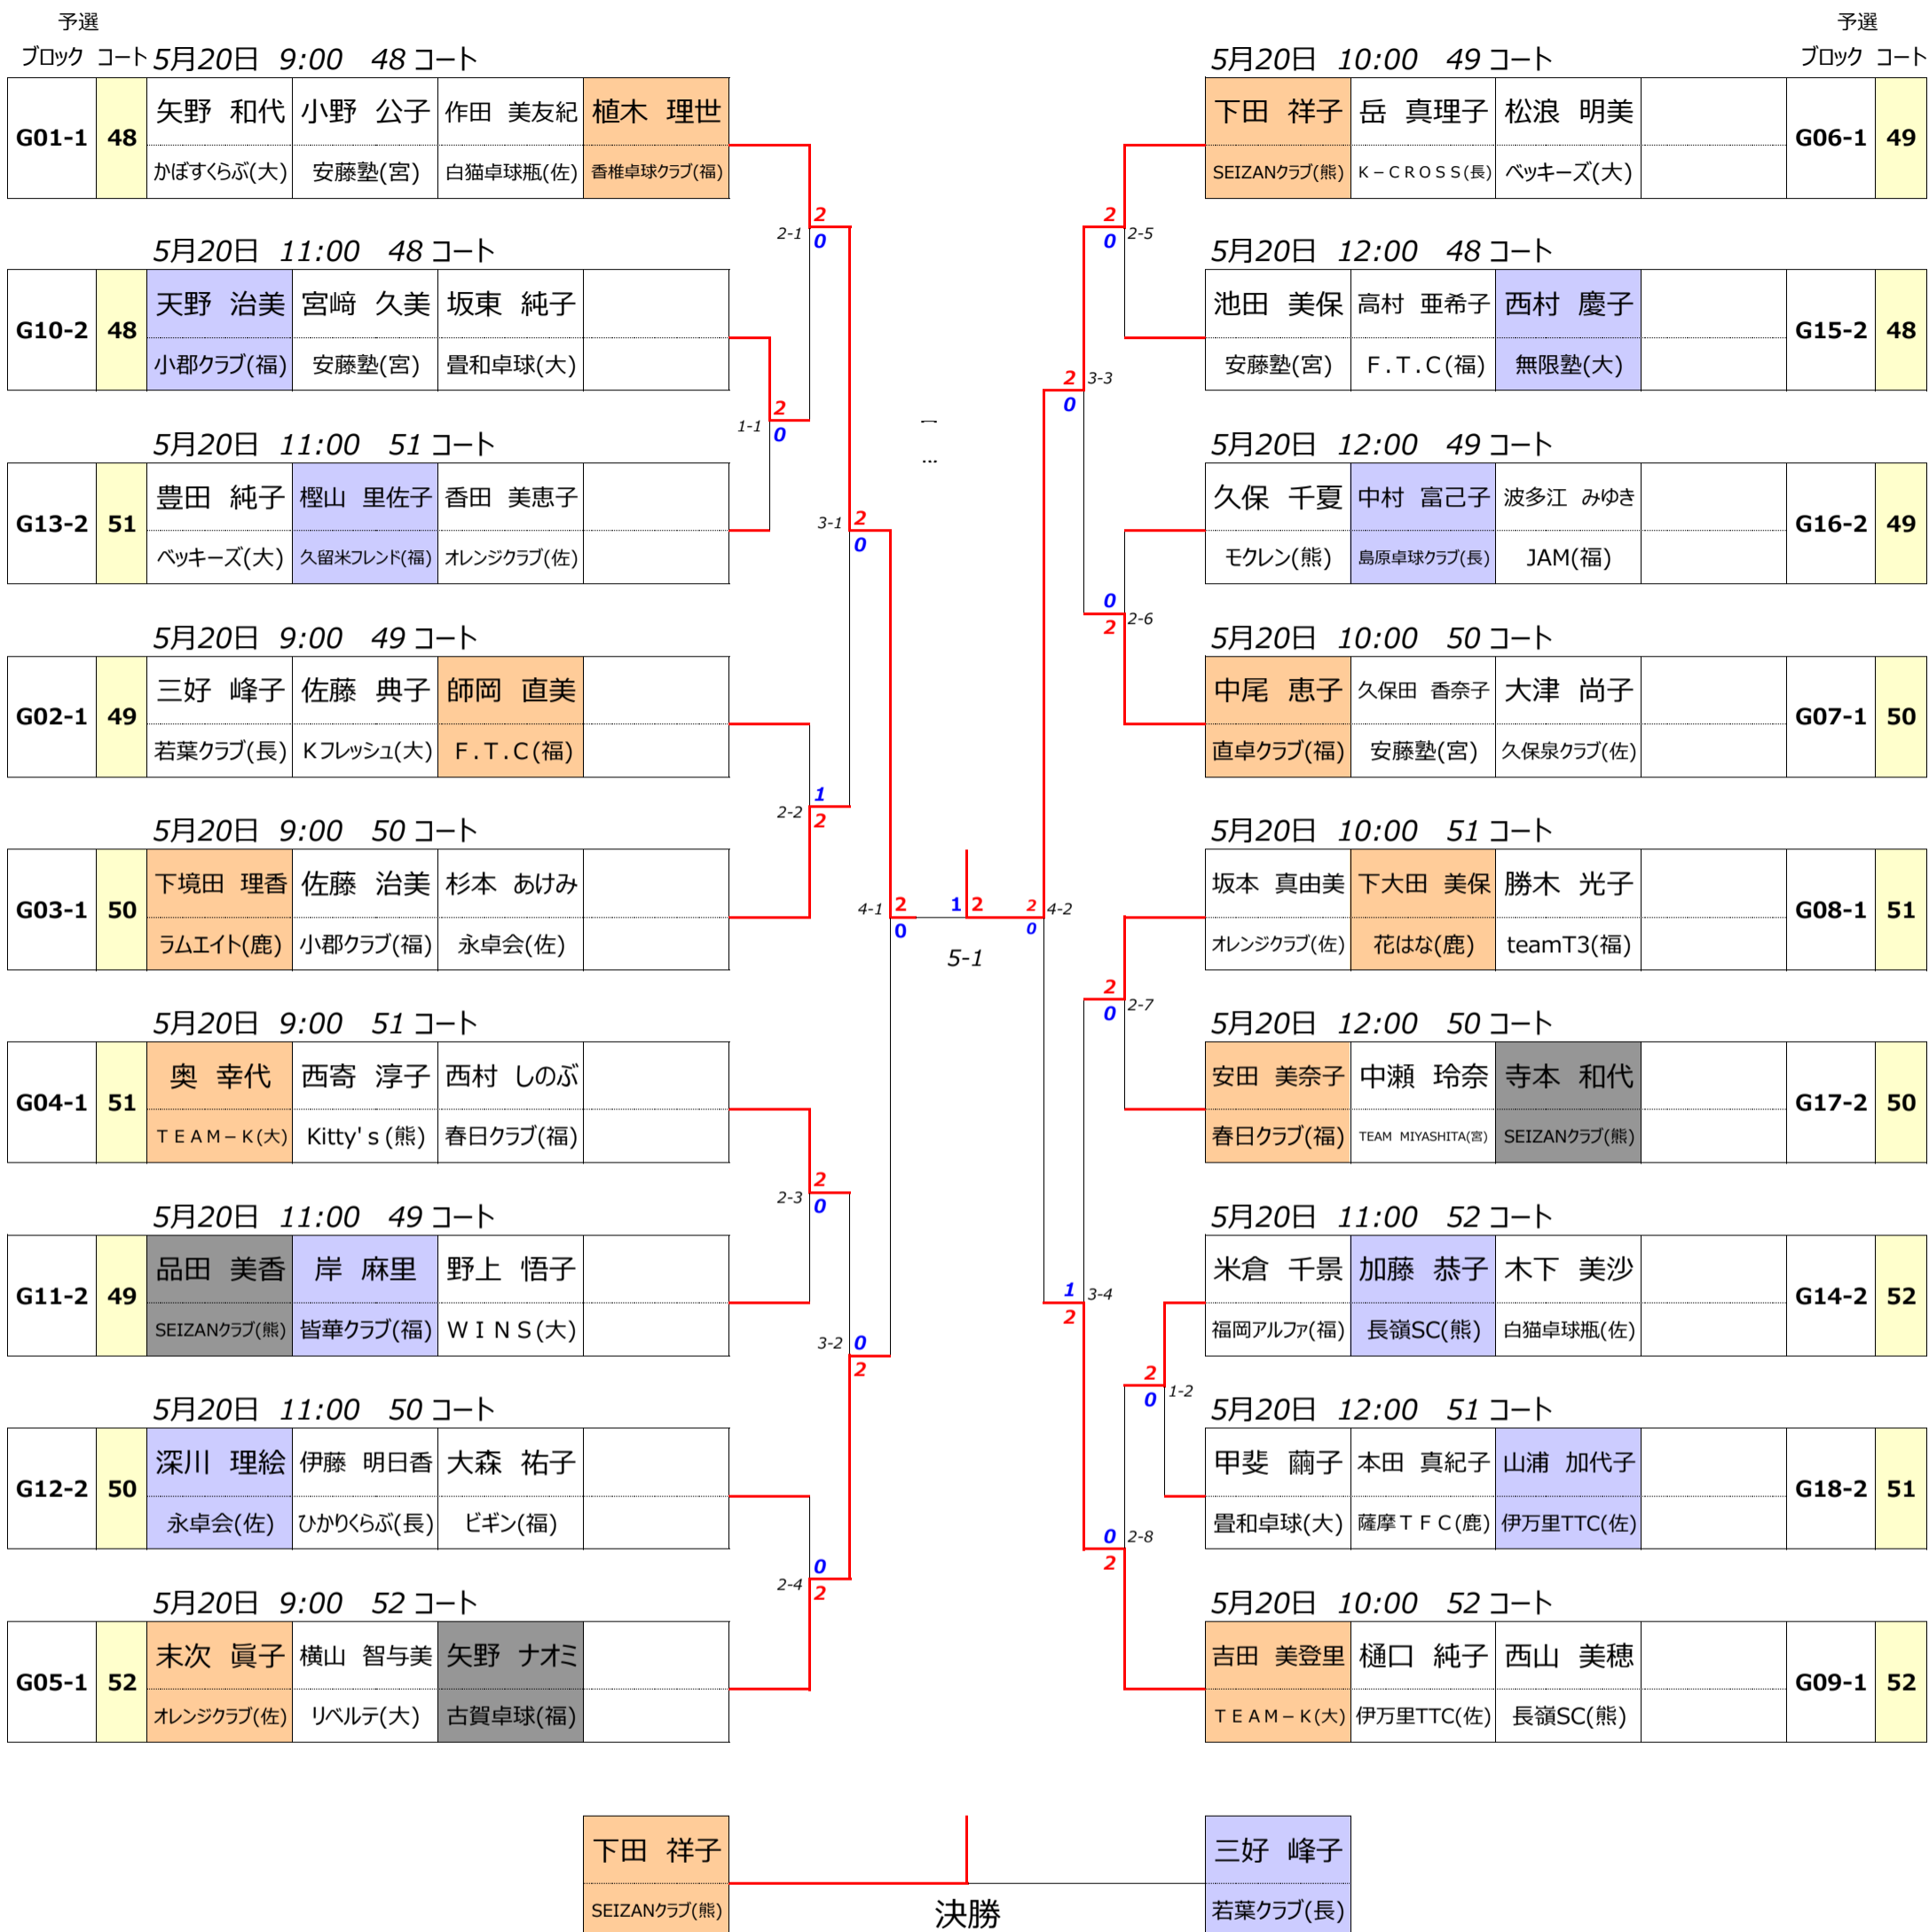 予選
ブロック コート 5月20日 9:00 48 コート
G01-1 48 矢野 和代 小野 公子 作田 美友紀 植木 理世
かぼすくらぶ(大) 安藤塾(宮) 白猫卓球瓶(佐) 香椎卓球クラブ(福)
2-1 2
0
5月20日 11:00 48 コート
G10-2 48 天野 治美 宮﨑 久美 坂東 純子
小郡クラブ(福) 安藤塾(宮) 畳和卓球(大)
1-1 2
0
5月20日 11:00 51 コート
G13-2 51 豊田 純子 樫山 里佐子 香田 美恵子
ベッキーズ(大) 久留米フレンド(福) オレンジクラブ(佐)
3-1 2
0
5月20日 9:00 49 コート
G02-1 49 三好 峰子 佐藤 典子 師岡 直美
若葉クラブ(長) Kフレッシュ(大) F.T.C(福)
2-2 1
2
5月20日 9:00 50 コート
G03-1 50 下境田 理香 佐藤 治美 杉本 あけみ
ラムエイト(鹿) 小郡クラブ(福) 永卓会(佐)
4-1 2
0
5月20日 9:00 51 コート
G04-1 51 奥 幸代 西寄 淳子 西村 しのぶ
TEAM−K(大) Kitty's(熊) 春日クラブ(福)
2-3 2
0
5月20日 11:00 49 コート
G11-2 49 品田 美香 岸 麻里 野上 悟子
SEIZANクラブ(熊) 皆華クラブ(福) WINS(大)
3-2 0
2
5月20日 11:00 50 コート
G12-2 50 深川 理絵 伊藤 明日香 大森 祐子
永卓会(佐) ひかりくらぶ(長) ビギン(福)
2-4 0
2
5月20日 9:00 52 コート
G05-1 52 末次 眞子 横山 智与美 矢野 ナオミ
オレンジクラブ(佐) リベルテ(大) 古賀卓球(福)
1 2
5-1
予選
5月20日 10:00 49 コート ブロック コート
下田 祥子 岳 真理子 松浪 明美 G06-1 49
SEIZANクラブ(熊) K−CROSS(長) ベッキーズ(大)
2
0 2-5
5月20日 12:00 48 コート
池田 美保 高村 亜希子 西村 慶子 G15-2 48
安藤塾(宮) F.T.C(福) 無限塾(大)
2 3-3
0
5月20日 12:00 49 コート
久保 千夏 中村 富己子 波多江 みゆき G16-2 49
モクレン(熊) 島原卓球クラブ(長) JAM(福)
0
2 2-6
5月20日 10:00 50 コート
中尾 恵子 久保田 香奈子 大津 尚子 G07-1 50
直卓クラブ(福) 安藤塾(宮) 久保泉クラブ(佐)
5月20日 10:00 51 コート
坂本 真由美 下大田 美保 勝木 光子 G08-1 51
オレンジクラブ(佐) 花はな(鹿) teamT3(福)
2 4-2
0
2
0 2-7
5月20日 12:00 50 コート
安田 美奈子 中瀬 玲奈 寺本 和代 G17-2 50
春日クラブ(福) TEAM MIYASHITA(宮) SEIZANクラブ(熊)
5月20日 11:00 52 コート
米倉 千景 加藤 恭子 木下 美沙 G14-2 52
福岡アルファ(福) 長嶺SC(熊) 白猫卓球瓶(佐)
1 3-4
2
2
0 1-2
5月20日 12:00 51 コート
甲斐 繭子 本田 真紀子 山浦 加代子 G18-2 51
畳和卓球(大) 薩摩TFC(鹿) 伊万里TTC(佐)
0 2-8
2
5月20日 10:00 52 コート
吉田 美登里 樋口 純子 西山 美穂 G09-1 52
TEAM−K(大) 伊万里TTC(佐) 長嶺SC(熊)
下田 祥子 三好 峰子
SEIZANクラブ(熊) 決勝 若葉クラブ(長)